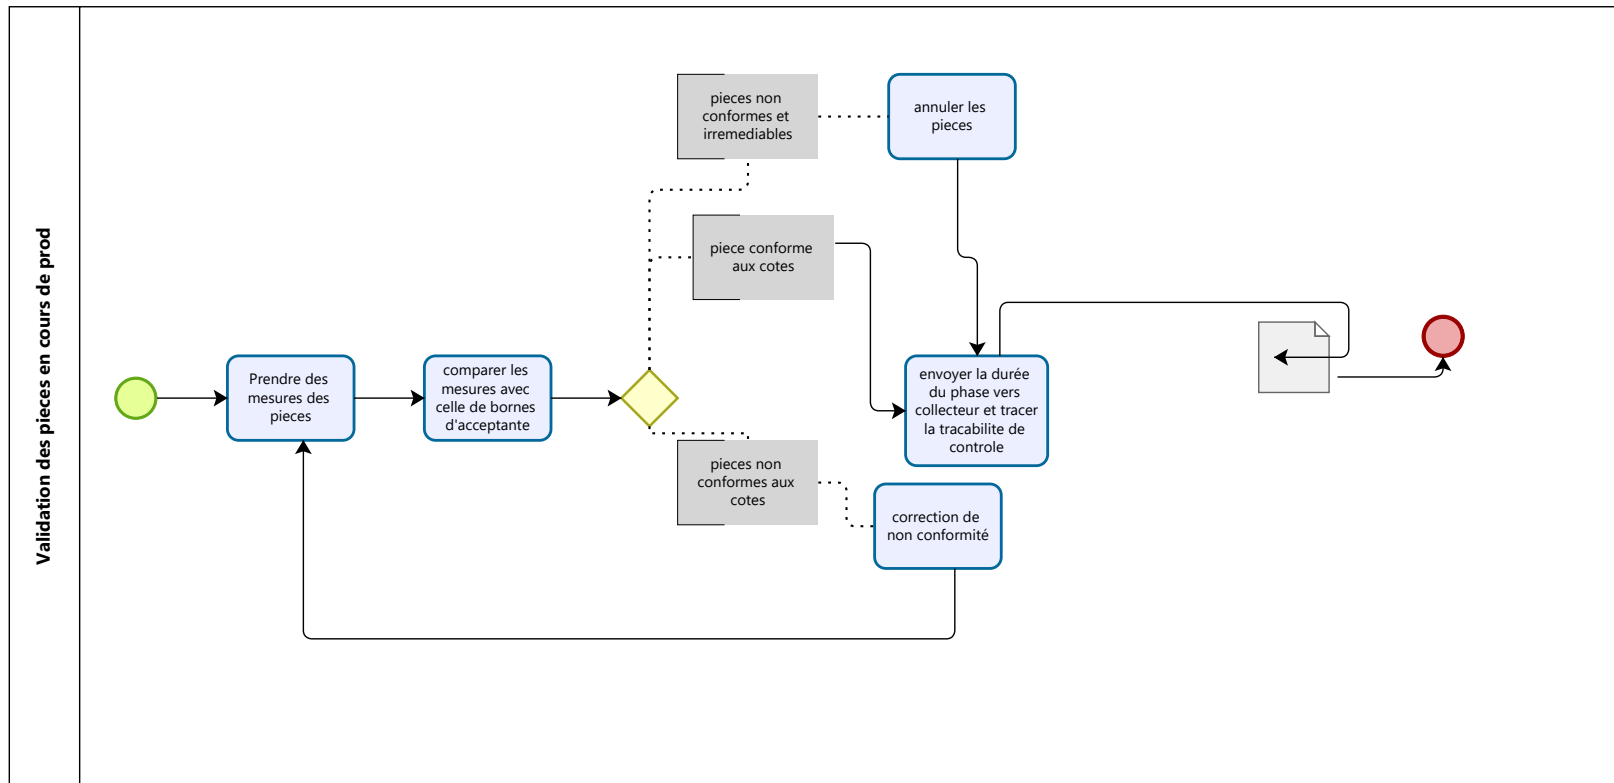 Validation des pieces en cours de prod
pieces non
conformes et
irremediables
annuler les
pieces
piece conforme
aux cotes
Prendre des
mesures des
pieces
comparer les
mesures avec
celle de bornes
d'acceptante
envoyer la durée
du phase vers
collecteur et tracer
la tracabilite de
controle
pieces non
conformes aux
cotes
correction de
non conformité